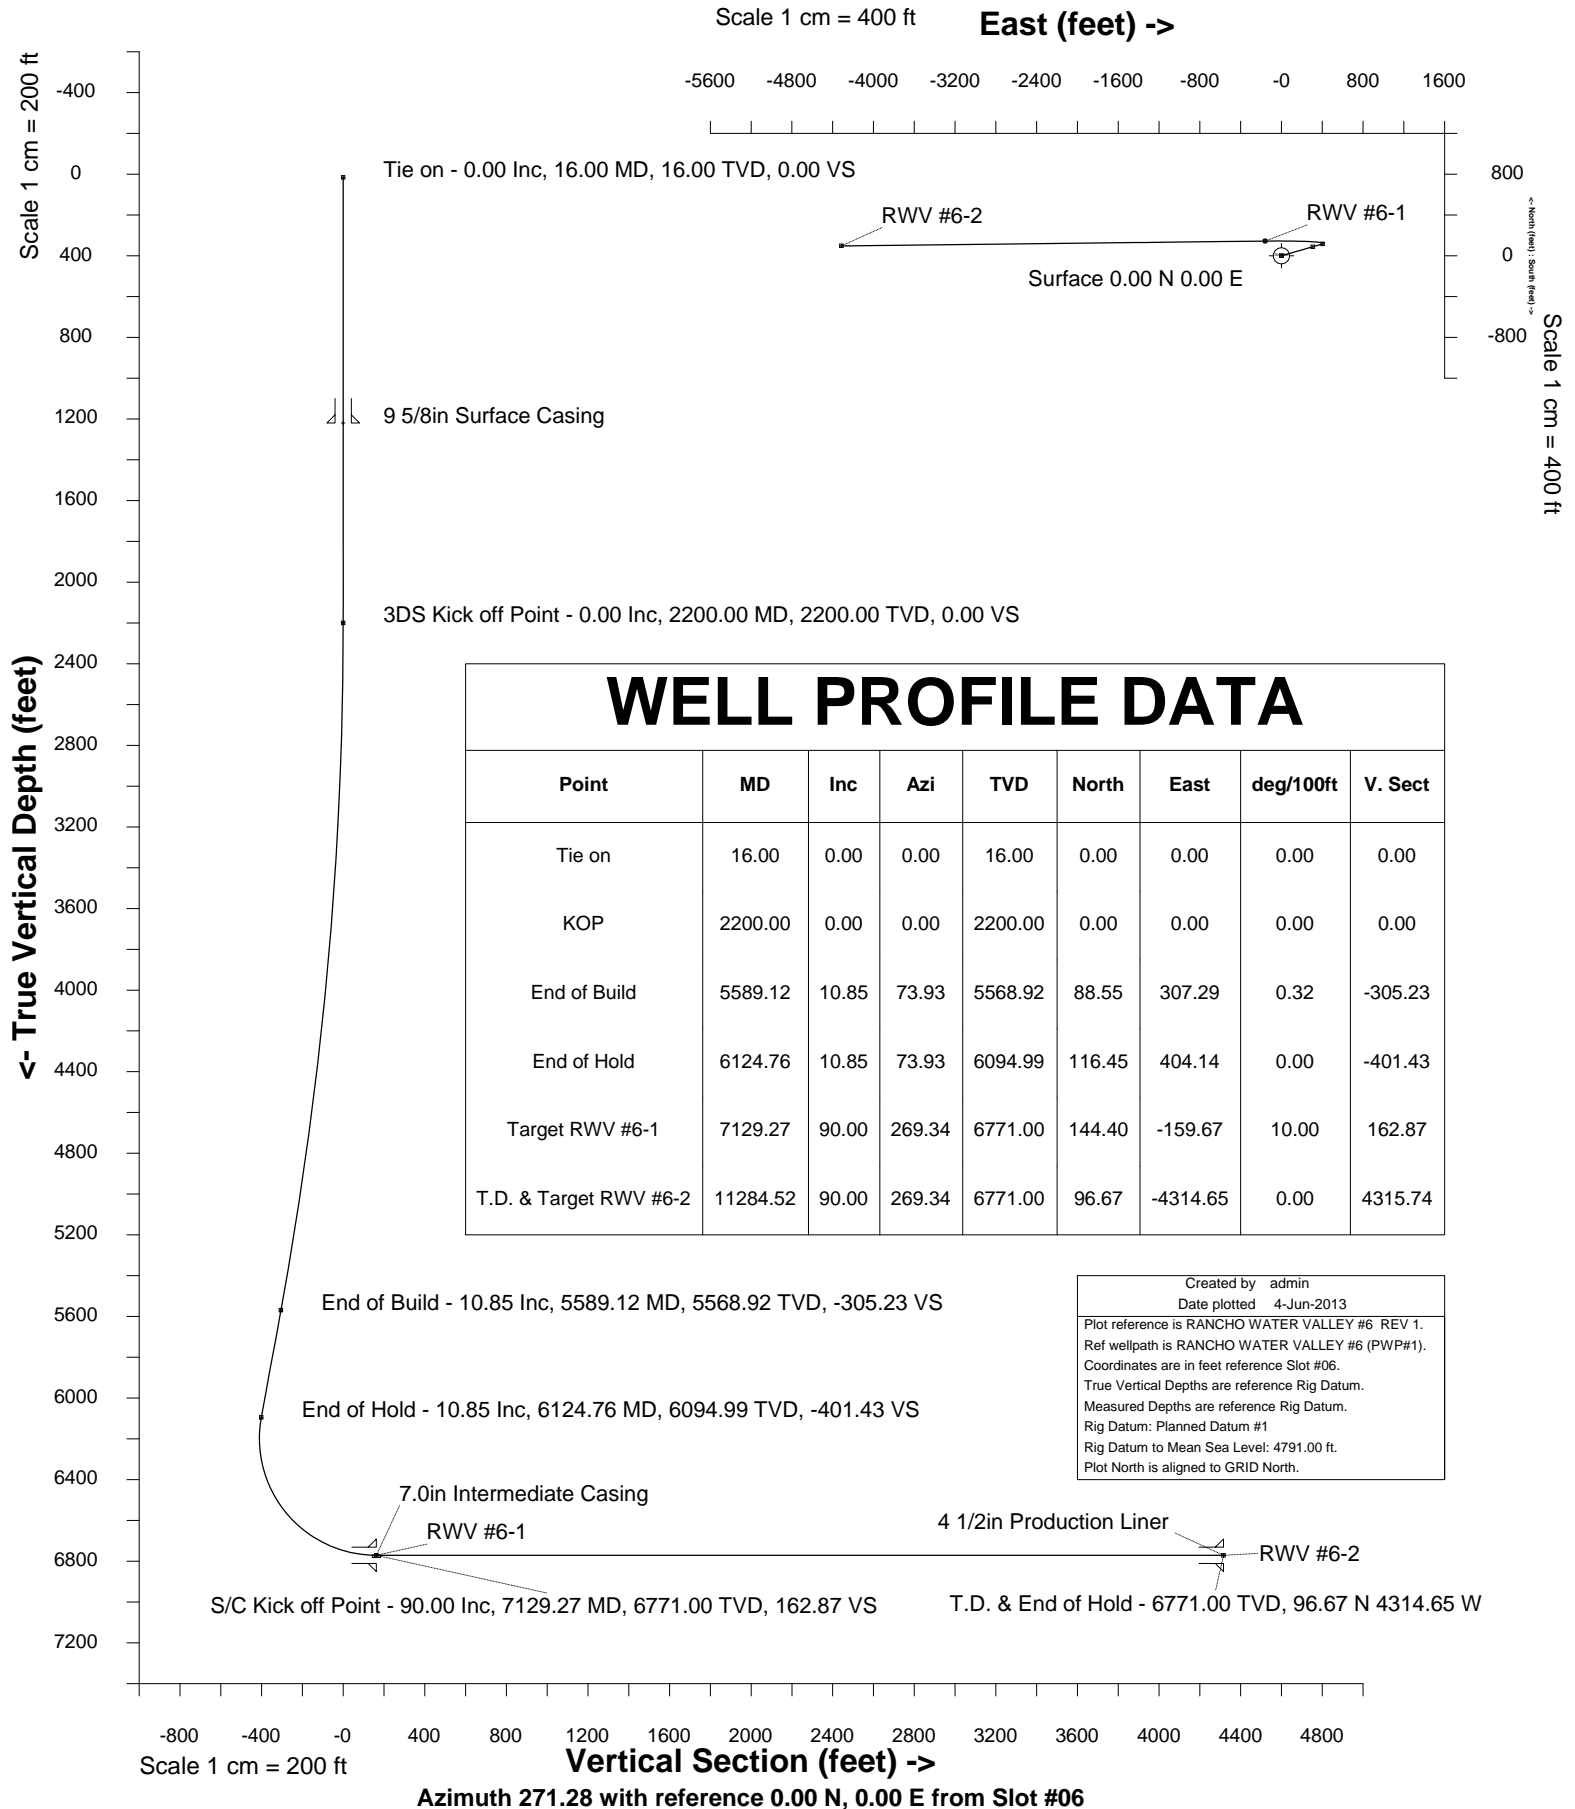 Scale 1 cm = 400 ft
East (feet) ->
-5600 -4800 -4000 -3200 -2400 -1600 -800 -0 800 1600
Scale 1 cm = 200 ft
-400
0
400
800
1200
1600
2000
2400
2800
3200
3600
4000
4400
4800
5200
5600
6000
6400
6800
7200
<- True Vertical Depth (feet)
Tie on - 0.00 Inc, 16.00 MD, 16.00 TVD, 0.00 VS
RWV #6-2
RWV #6-1
Surface 0.00 N 0.00 E
800
0
-800
<- North (feet) : South (feet) ->
Scale 1 cm = 400 ft
9 5/8in Surface Casing
3DS Kick off Point - 0.00 Inc, 2200.00 MD, 2200.00 TVD, 0.00 VS
WELL PROFILE DATA
Point MD Inc Azi TVD North East deg/100ft V. Sect
Tie on 16.00 0.00 0.00 16.00 0.00 0.00 0.00 0.00
KOP 2200.00 0.00 0.00 2200.00 0.00 0.00 0.00 0.00
End of Build 5589.12 10.85 73.93 5568.92 88.55 307.29 0.32 -305.23
End of Hold 6124.76 10.85 73.93 6094.99 116.45 404.14 0.00 -401.43
Target RWV #6-1 7129.27 90.00 269.34 6771.00 144.40 -159.67 10.00 162.87
T.D. & Target RWV #6-2 11284.52 90.00 269.34 6771.00 96.67 -4314.65 0.00 4315.74
End of Build - 10.85 Inc, 5589.12 MD, 5568.92 TVD, -305.23 VS
Created by admin
Date plotted 4-Jun-2013
Plot reference is RANCHO WATER VALLEY #6 REV 1.
Ref wellpath is RANCHO WATER VALLEY #6 (PWP#1).
Coordinates are in feet reference Slot #06.
True Vertical Depths are reference Rig Datum.
Measured Depths are reference Rig Datum.
Rig Datum: Planned Datum #1
Rig Datum to Mean Sea Level: 4791.00 ft.
Plot North is aligned to GRID North.
End of Hold - 10.85 Inc, 6124.76 MD, 6094.99 TVD, -401.43 VS
7.0in Intermediate Casing
RWV #6-1
4 1/2in Production Liner
RWV #6-2
S/C Kick off Point - 90.00 Inc, 7129.27 MD, 6771.00 TVD, 162.87 VS
T.D. & End of Hold - 6771.00 TVD, 96.67 N 4314.65 W
-800 -400 -0 400 800 1200 1600 2000 2400 2800 3200 3600 4000 4400 4800
Scale 1 cm = 200 ft
Vertical Section (feet) ->
Azimuth 271.28 with reference 0.00 N, 0.00 E from Slot #06